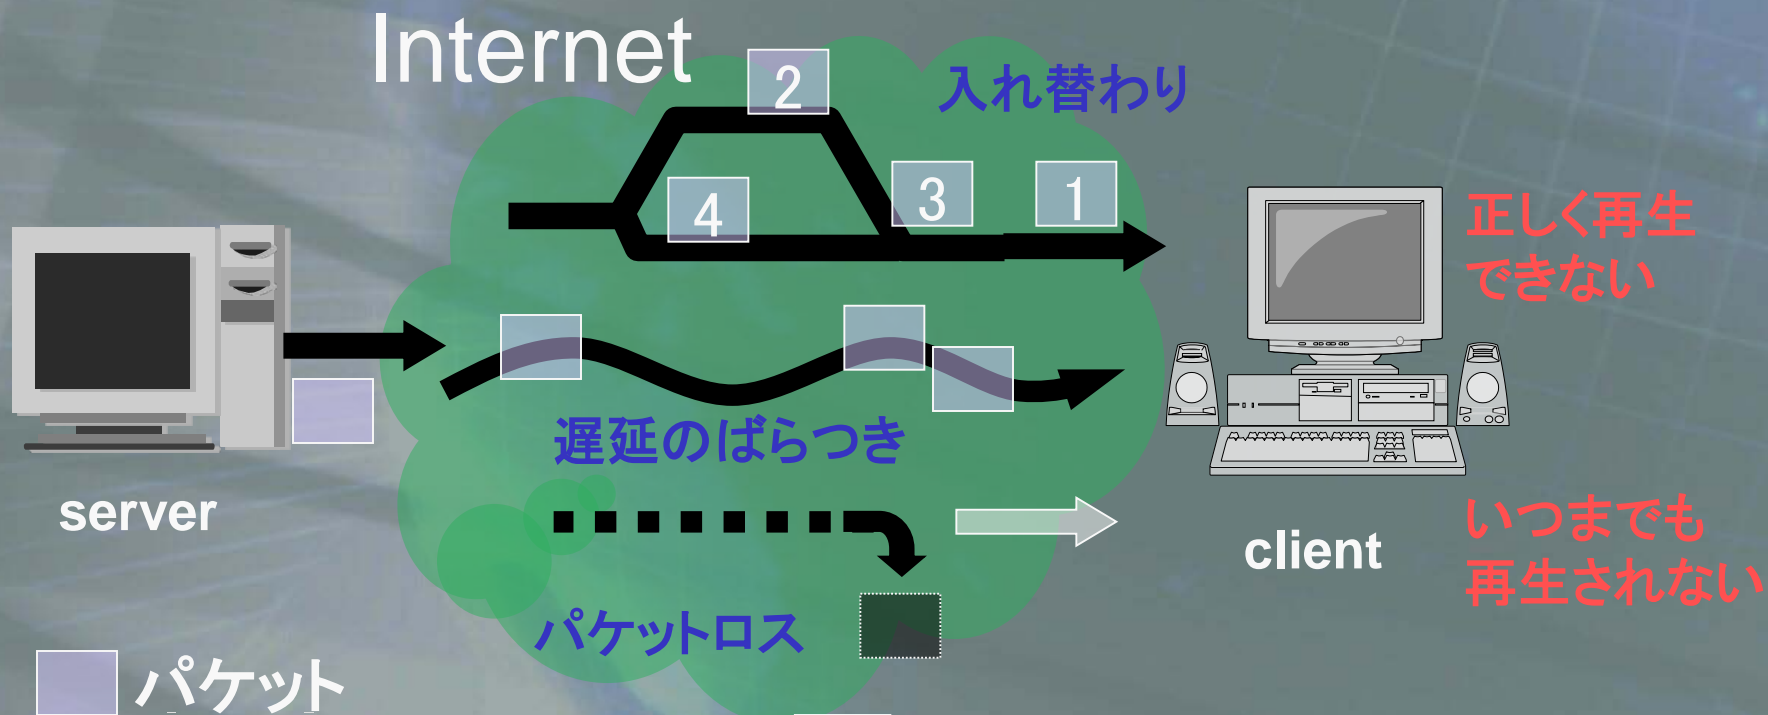 Internet
2
入れ替わり
4
3
1
正しく再生
できない
遅延のばらつき
server
client
いつまでも
再生されない
パケットロス
パケット